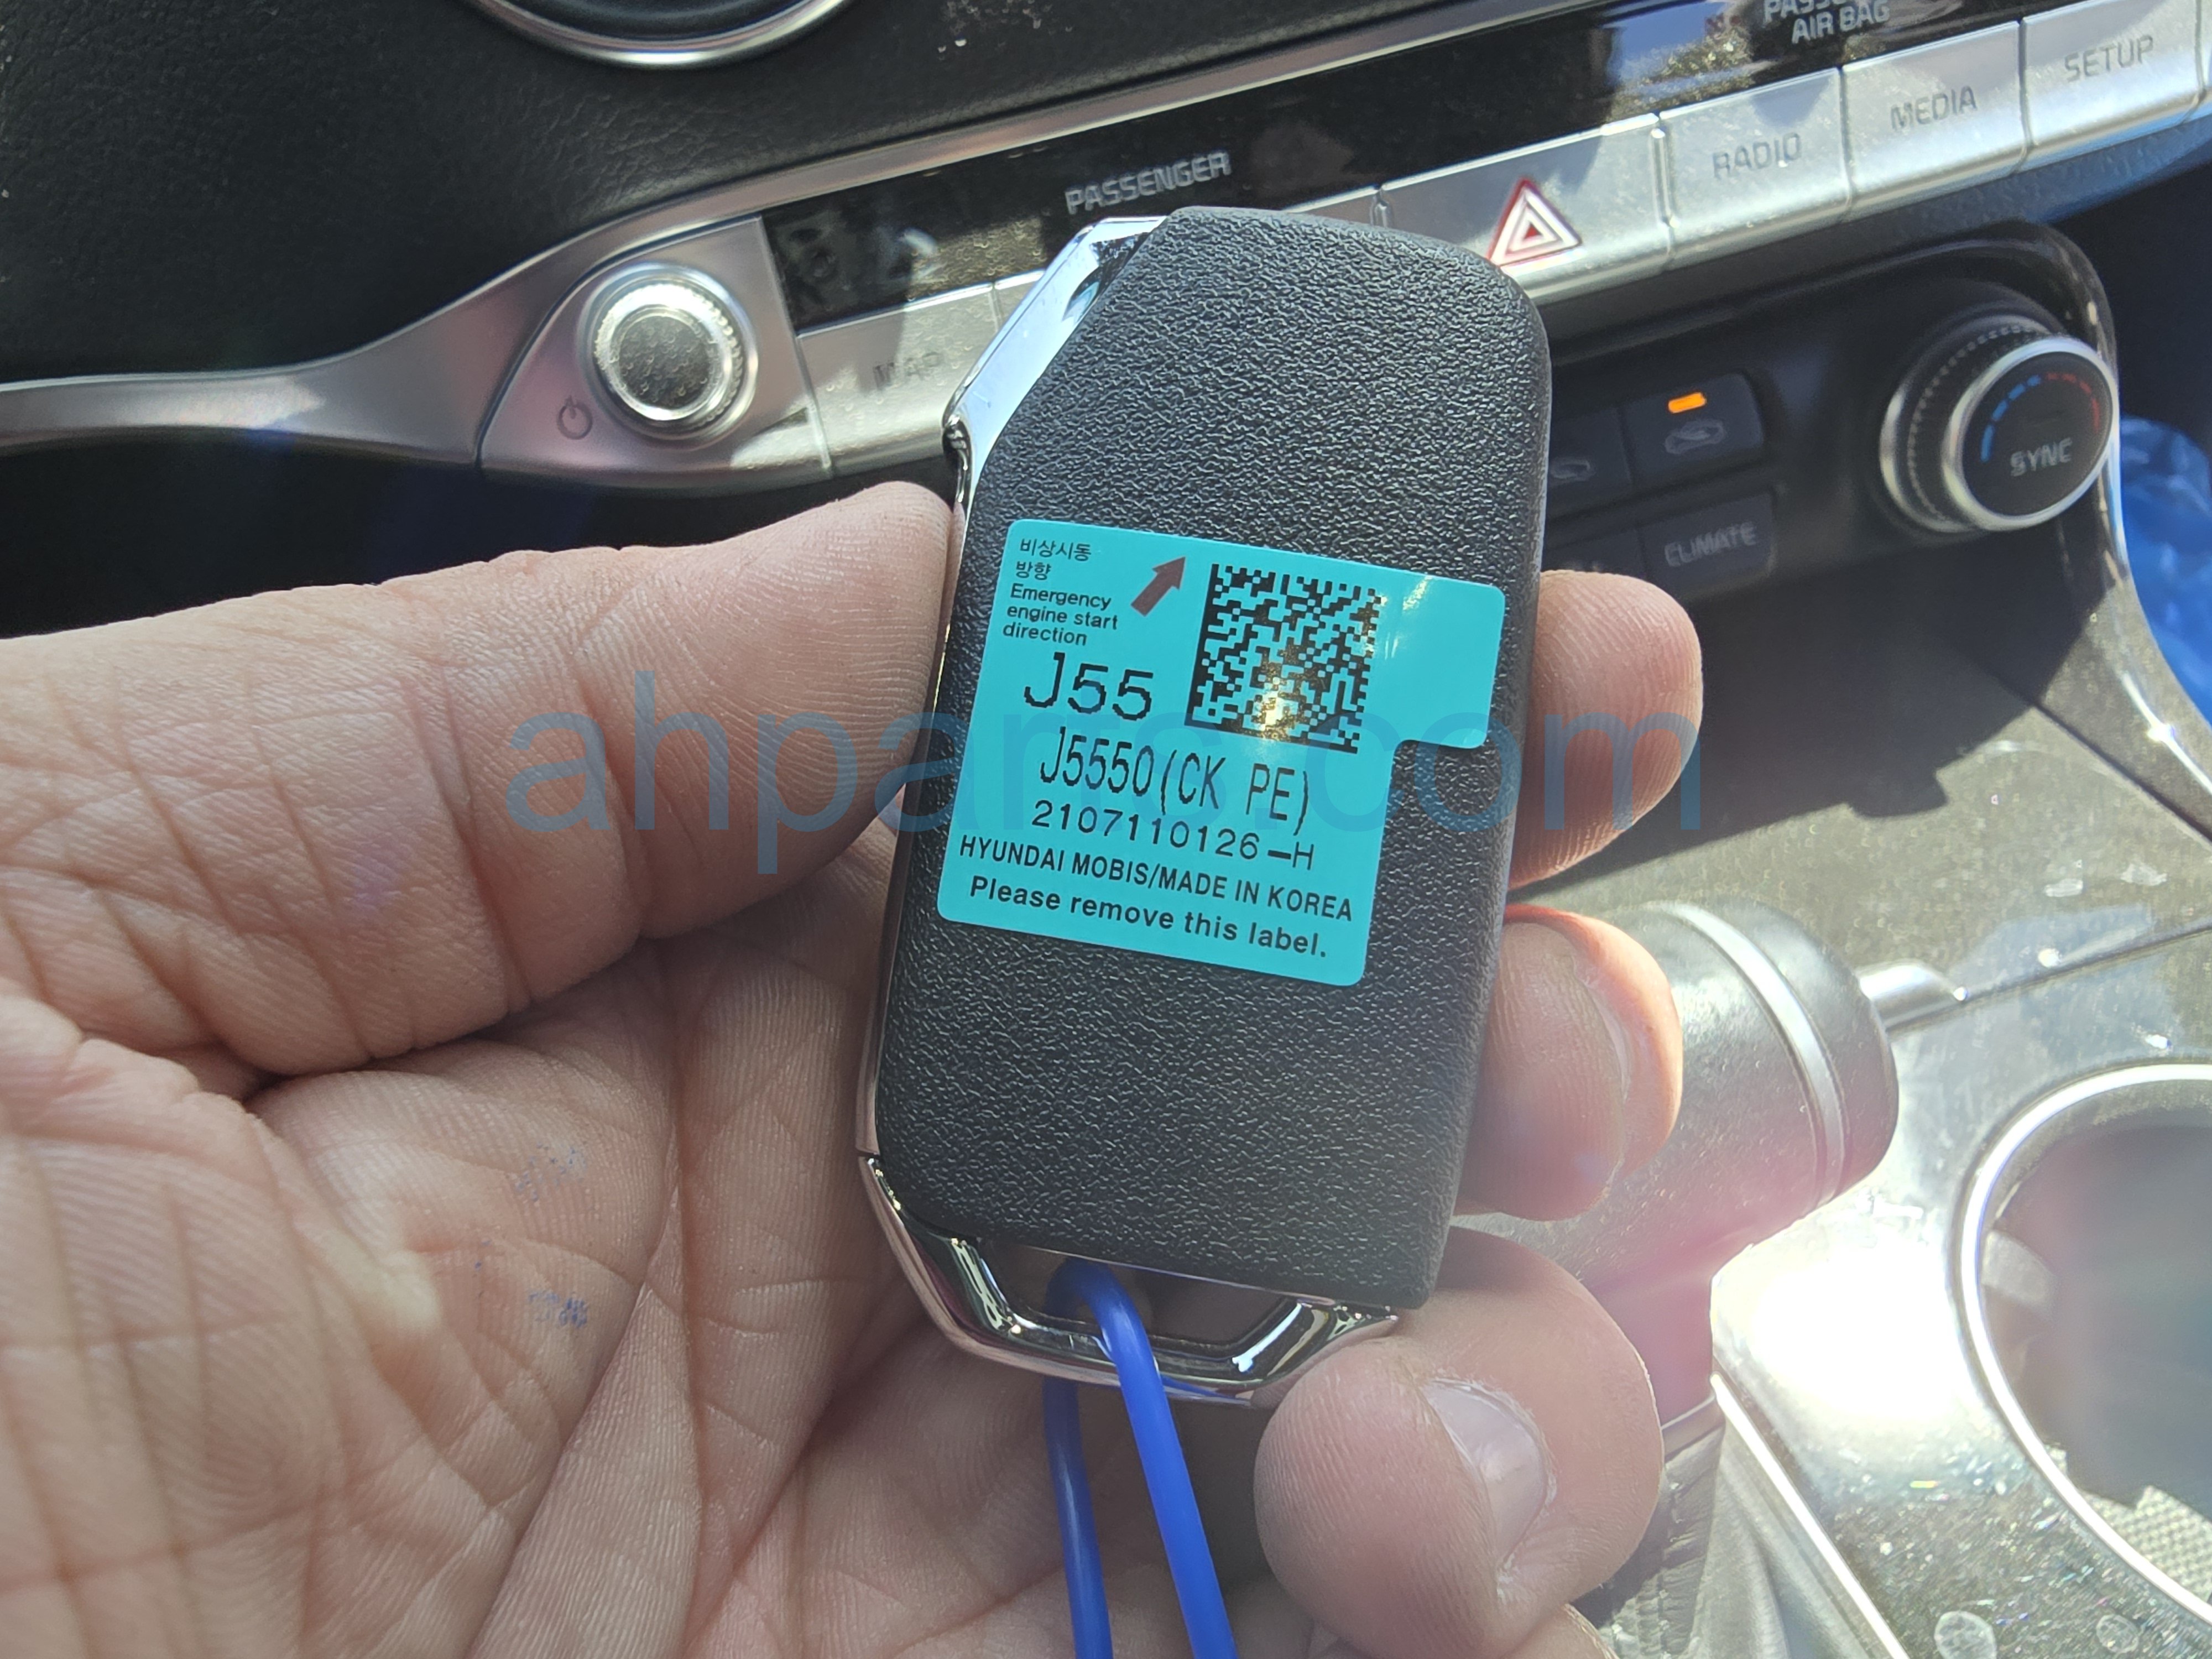 PASSENGER
AIR BAG
SETUP
MEDIA
RADIO
PASSENGER
MAP
SYNC
CLIMATE
비상시동
방향
Emergency
engine start
direction
J55
J5550(CK PE)
2107110126-H
HYUNDAI MOBIS/MADE IN KOREA
Please remove this label.
ahparts.com